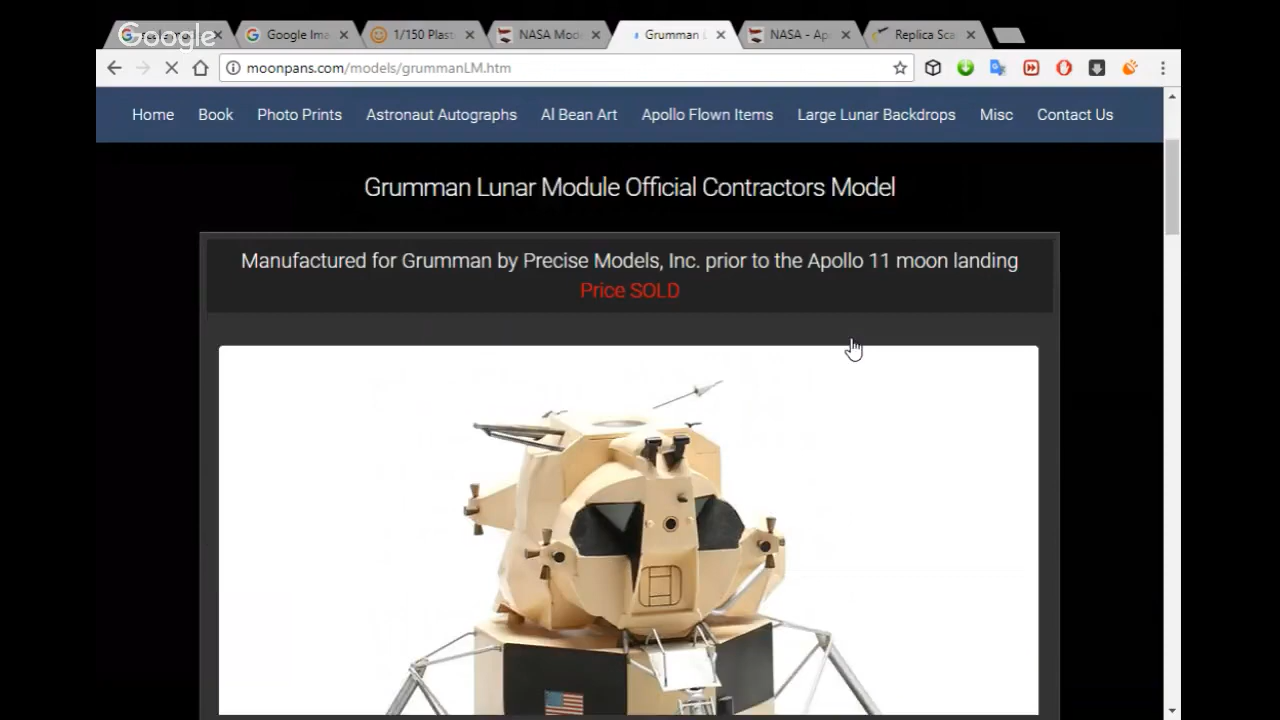 Google
Google Ima
1/150 Plast
NASA Mod
Grumman
NASA - Ap
Replica Sca
moonpans.com/models/grummanLM.htm
Home Book Photo Prints Astronaut Autographs Al Bean Art Apollo Flown Items Large Lunar Backdrops Misc Contact Us
Grumman Lunar Module Official Contractors Model
Manufactured for Grumman by Precise Models, Inc. prior to the Apollo 11 moon landing
Price SOLD